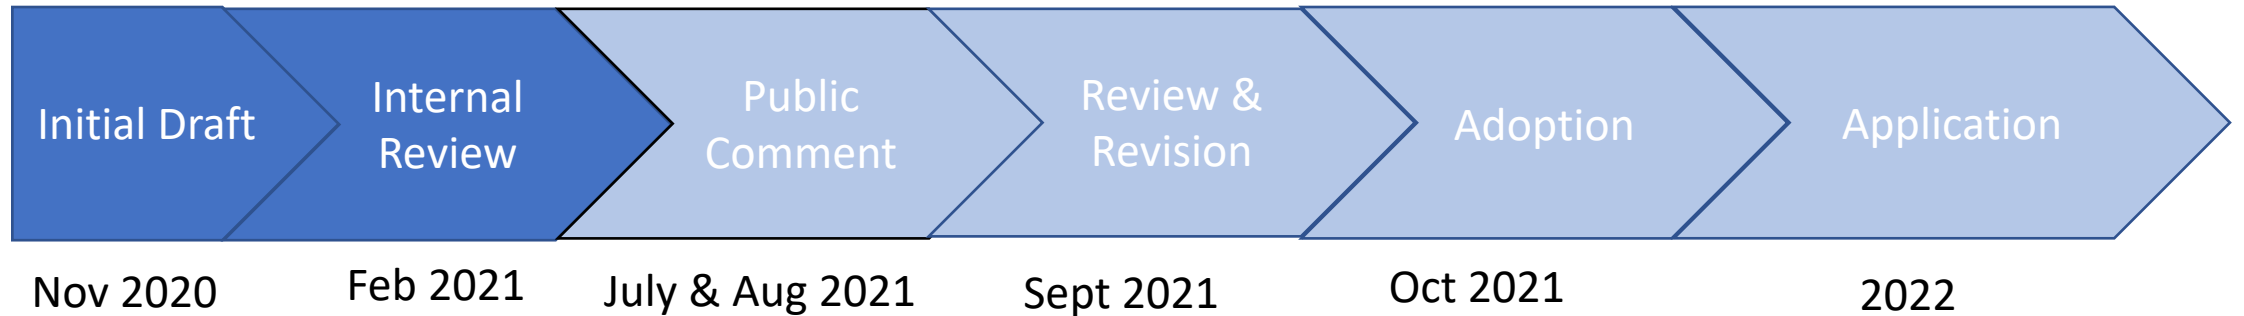 Initial Draft
Internal
Review
Public
Comment
Review &
Revision
Adoption
Application
Nov 2020
Feb 2021
July & Aug 2021
Sept 2021
Oct 2021
2022